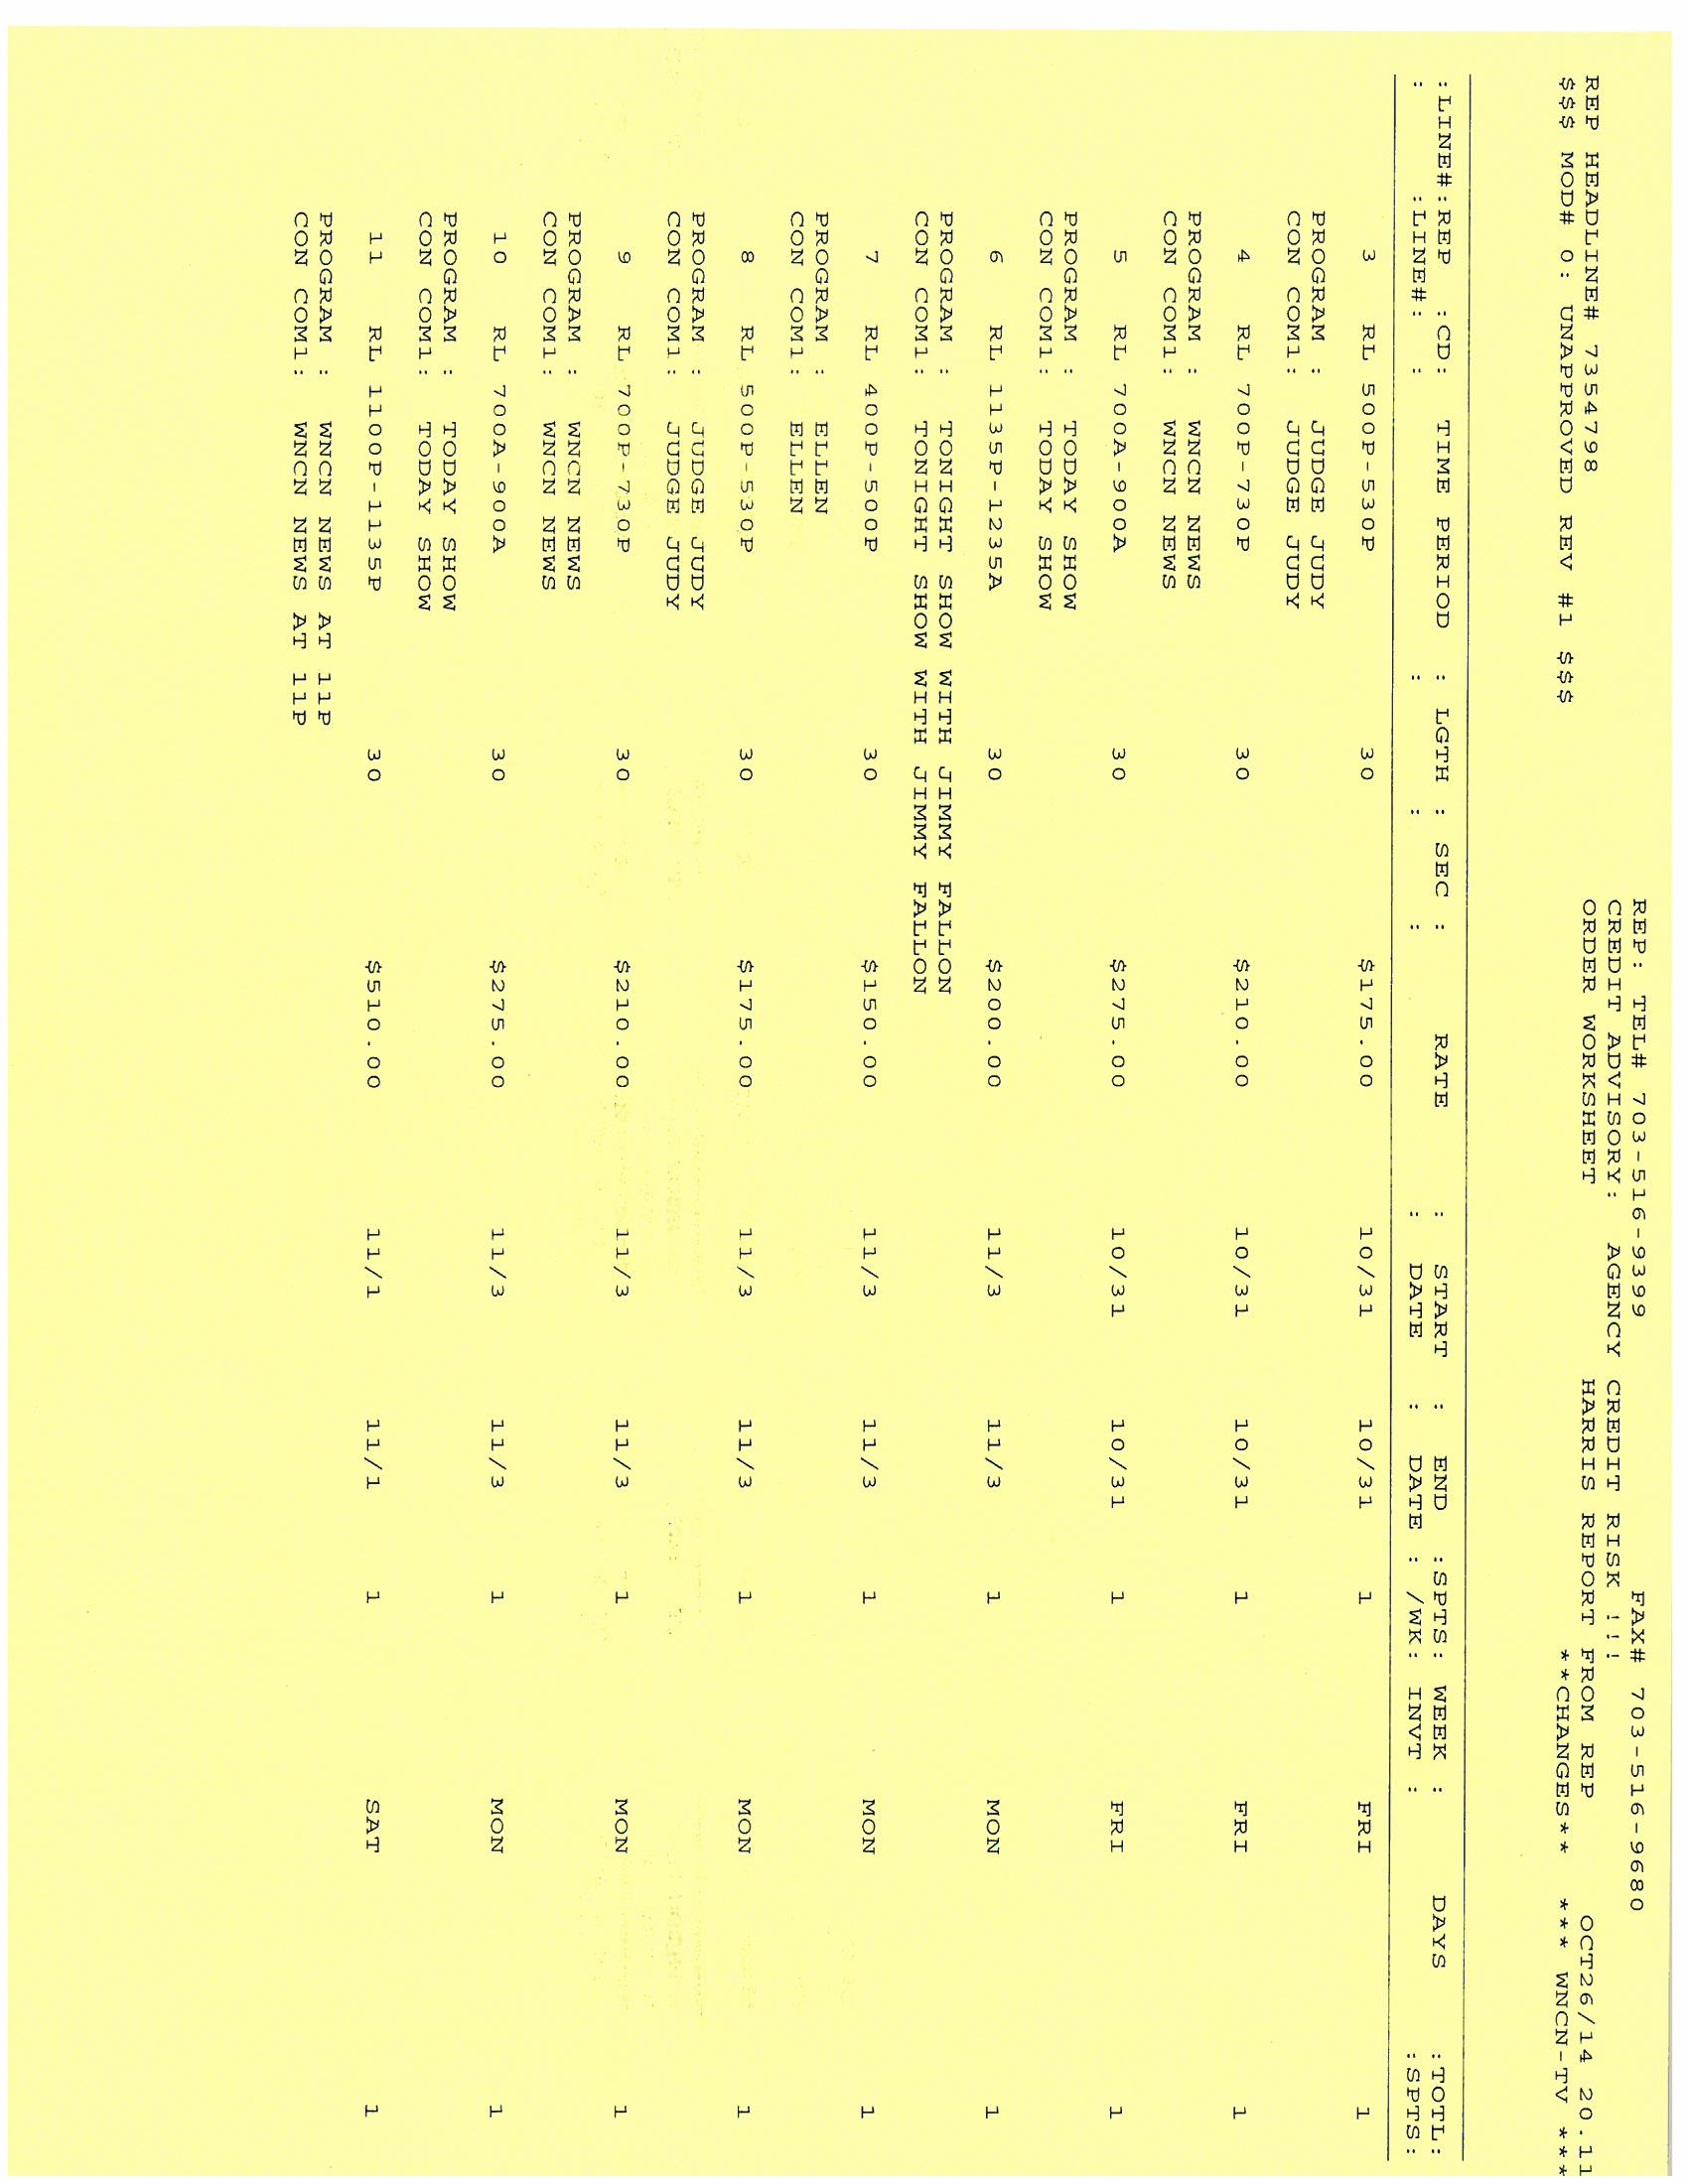 REP: TEL# 703-516-9399 FAX# 703-516-9680
CREDIT ADVISORY: AGENCY CREDIT RISK !!!
REP HEADLINE# 7354798 ORDER WORKSHEET HARRIS REPORT FROM REP OCT26/14 20.11
$$$ MOD# 0: UNAPPROVED REV #1 $$$ **CHANGES** *** WNCN-TV ***
:LINE#:REP :CD: TIME PERIOD : LGTH : SEC : RATE : START : END :SPTS: WEEK : DAYS :TOTL:
: :LINE#: : : : : DATE : DATE : /WK: INVT : :SPTS:
3 RL 500P-530P 30 $175.00 10/31 10/31 1 FRI 1
PROGRAM : JUDGE JUDY
CON COM1: JUDGE JUDY
4 RL 700P-730P 30 $210.00 10/31 10/31 1 FRI 1
PROGRAM : WNCN NEWS
CON COM1: WNCN NEWS
5 RL 700A-900A 30 $275.00 10/31 10/31 1 FRI 1
PROGRAM : TODAY SHOW
CON COM1: TODAY SHOW
6 RL 1135P-1235A 30 $200.00 11/3 11/3 1 MON 1
PROGRAM : TONIGHT SHOW WITH JIMMY FALLON
CON COM1: TONIGHT SHOW WITH JIMMY FALLON
7 RL 400P-500P 30 $150.00 11/3 11/3 1 MON 1
PROGRAM : ELLEN
CON COM1: ELLEN
8 RL 500P-530P 30 $175.00 11/3 11/3 1 MON 1
PROGRAM : JUDGE JUDY
CON COM1: JUDGE JUDY
9 RL 700P-730P 30 $210.00 11/3 11/3 1 MON 1
PROGRAM : WNCN NEWS
CON COM1: WNCN NEWS
10 RL 700A-900A 30 $275.00 11/3 11/3 1 MON 1
PROGRAM : TODAY SHOW
CON COM1: TODAY SHOW
11 RL 1100P-1135P 30 $510.00 11/1 11/1 1 SAT 1
PROGRAM : WNCN NEWS AT 11P
CON COM1: WNCN NEWS AT 11P